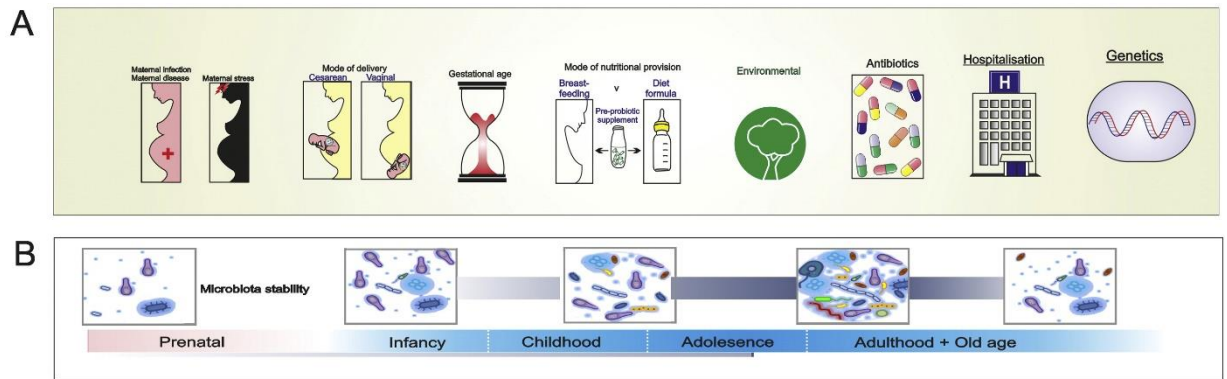 A
Maternal infection
Maternal disease
Maternal stress
Mode of delivery
Cesarean
Vaginal
Gestational age
Mode of nutritional provision
Breast-
feeding
v
Diet
formula
Pre-probiotic
supplement
Environmental
Antibiotics
Hospitalisation
H
Genetics
B
Microbiota stability
Prenatal
Infancy
Childhood
Adolesence
Adulthood + Old age